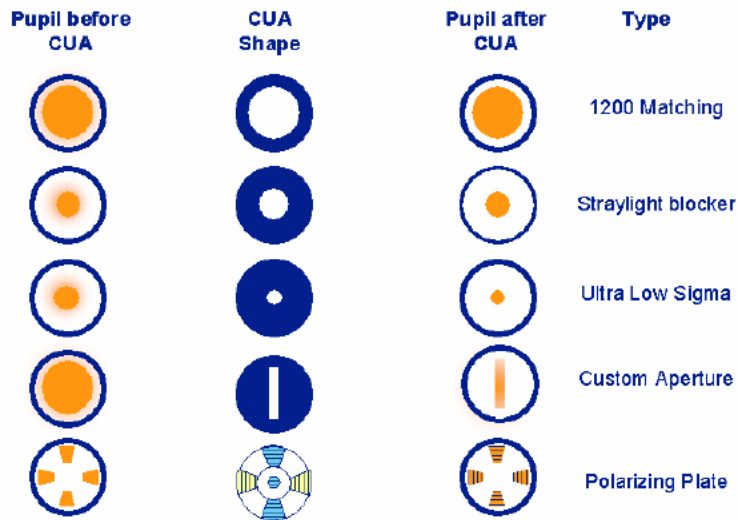 Pupil before CUA Pupil after Type
CUA Shape CUA
1200 Matching
Straylight blocker
Ultra Low Sigma
Custom Aperture
Polarizing Plate